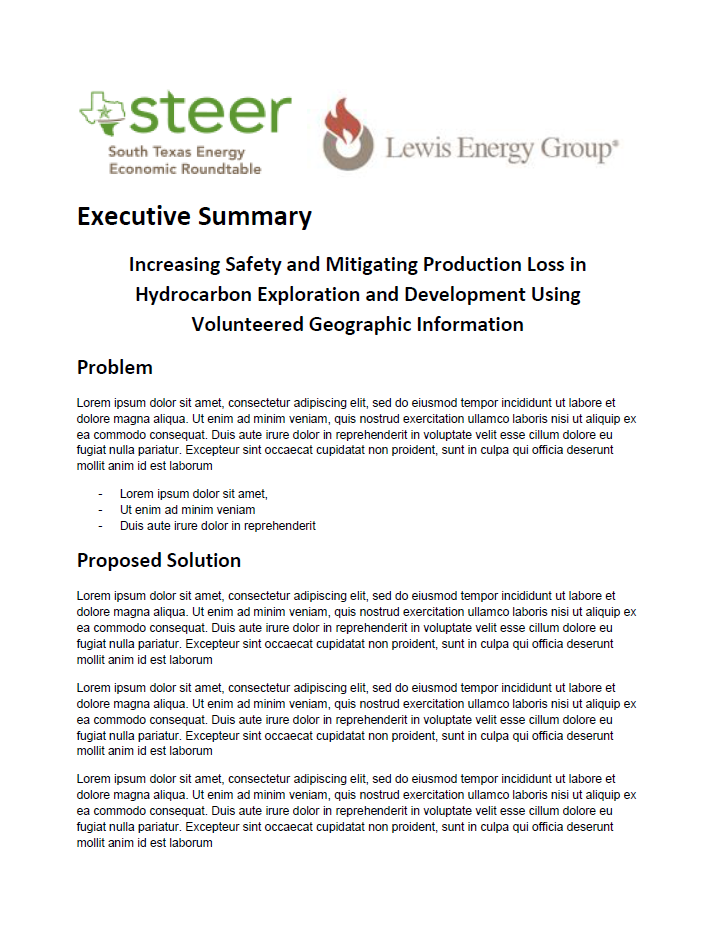 steer
South Texas Energy
Economic Roundtable
Lewis Energy Group®
Executive Summary
Increasing Safety and Mitigating Production Loss in
Hydrocarbon Exploration and Development Using
Volunteered Geographic Information
Problem
Lorem ipsum dolor sit amet, consectetur adipiscing elit, sed do eiusmod tempor incididunt ut labore et
dolore magna aliqua. Ut enim ad minim veniam, quis nostrud exercitation ullamco laboris nisi ut aliquip ex
ea commodo consequat. Duis aute irure dolor in reprehenderit in voluptate velit esse cillum dolore eu
fugiat nulla pariatur. Excepteur sint occaecat cupidatat non proident, sunt in culpa qui officia deserunt
mollit anim id est laborum
- Lorem ipsum dolor sit amet,
- Ut enim ad minim veniam
- Duis aute irure dolor in reprehenderit
Proposed Solution
Lorem ipsum dolor sit amet, consectetur adipiscing elit, sed do eiusmod tempor incididunt ut labore et
dolore magna aliqua. Ut enim ad minim veniam, quis nostrud exercitation ullamco laboris nisi ut aliquip ex
ea commodo consequat. Duis aute irure dolor in reprehenderit in voluptate velit esse cillum dolore eu
fugiat nulla pariatur. Excepteur sint occaecat cupidatat non proident, sunt in culpa qui officia deserunt
mollit anim id est laborum
Lorem ipsum dolor sit amet, consectetur adipiscing elit, sed do eiusmod tempor incididunt ut labore et
dolore magna aliqua. Ut enim ad minim veniam, quis nostrud exercitation ullamco laboris nisi ut aliquip ex
ea commodo consequat. Duis aute irure dolor in reprehenderit in voluptate velit esse cillum dolore eu
fugiat nulla pariatur. Excepteur sint occaecat cupidatat non proident, sunt in culpa qui officia deserunt
mollit anim id est laborum
Lorem ipsum dolor sit amet, consectetur adipiscing elit, sed do eiusmod tempor incididunt ut labore et
dolore magna aliqua. Ut enim ad minim veniam, quis nostrud exercitation ullamco laboris nisi ut aliquip ex
ea commodo consequat. Duis aute irure dolor in reprehenderit in voluptate velit esse cillum dolore eu
fugiat nulla pariatur. Excepteur sint occaecat cupidatat non proident, sunt in culpa qui officia deserunt
mollit anim id est laborum